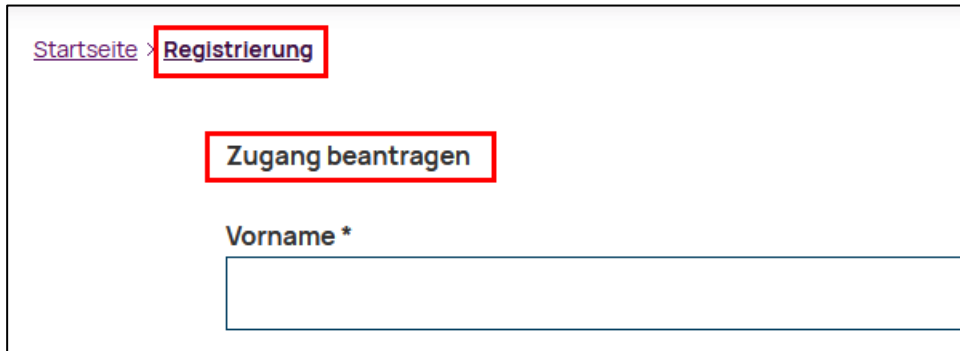 Startseite > Registrierung
Zugang beantragen
Vorname *